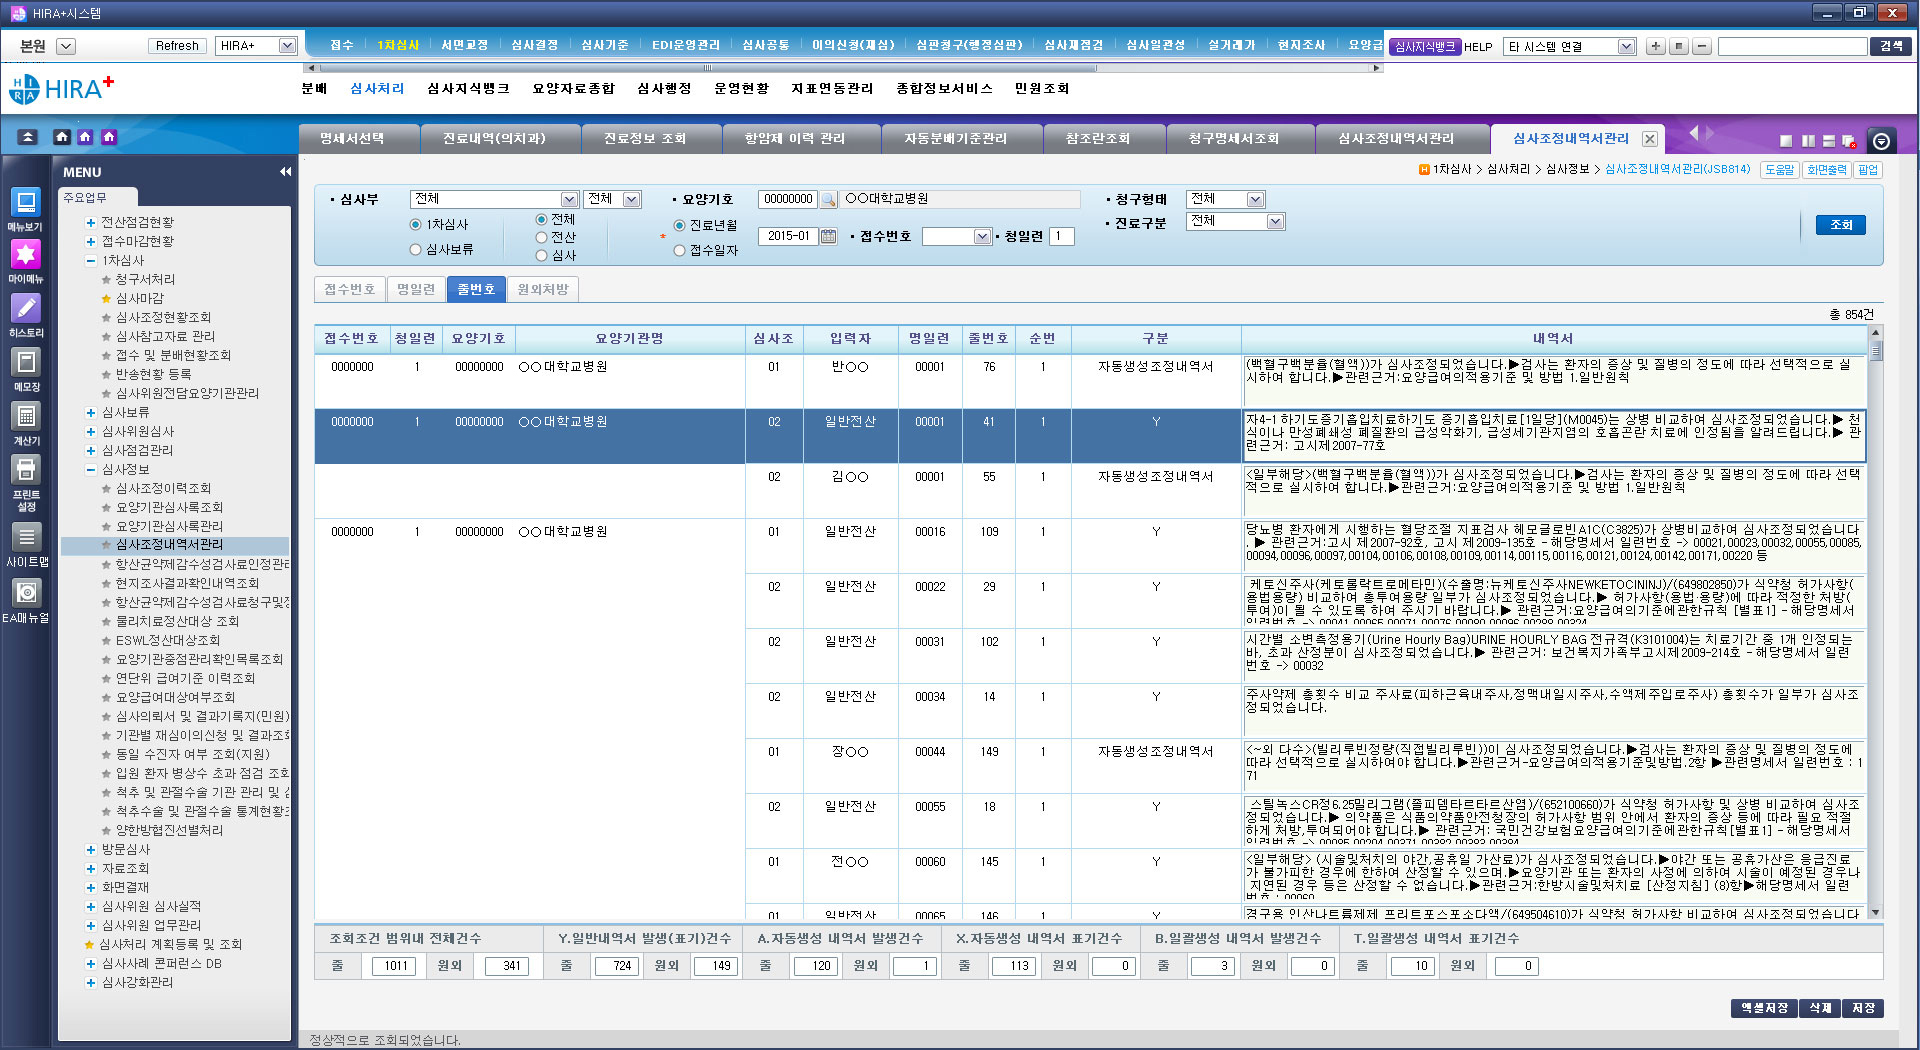 HIRA+시스템
본원 Refresh HIRA+ 접수 1차심사 서면교정 심사결정 심사기준 EDI운영관리 심사공통 이의신청(재심) 심판청구(행정심판) 심사재점검 심사일관성 실거래가 현지조사 요양급 심사지식뱅크 HELP 타 시스템 연결 검색
HIRA+
분배 심사처리 심사지식뱅크 요양자료종합 심사행정 운영현황 지표연동관리 종합정보서비스 민원조회
명세서선택 진료내역(의치과) 진료정보 조회 항암제 이력 관리 자동분배기준관리 참조란조회 청구명세서조회 심사조정내역서관리 심사조정내역서관리
MENU
주요업무
메뉴보기
마이메뉴
히스토리
메모장
계산기
프린트
설정
사이트맵
EA매뉴얼
전산점검현황
접수마감현황
1차심사
청구서처리
심사마감
심사조정현황조회
심사참고자료 관리
접수 및 분배현황조회
반송현황 등록
심사위원전담요양기관관리
심사보류
심사위원심사
심사점검관리
심사정보
심사조정이력조회
요양기관심사록조회
요양기관심사록관리
심사조정내역서관리
항산균약제감수성검사료인정관리
현지조사결과확인내역조회
항산균약제감수성검사료청구및정
물리치료정산대상 조회
ESWL정산대상조회
요양기관중점관리확인목록조회
연단위 급여기준 이력조회
요양급여대상여부조회
심사의뢰서 및 결과기록지(민원)
기관별 재심이의신청 및 결과조회
동일 수진자 여부 조회(지원)
입원 환자 병상수 초과 점검 조회
척추 및 관절수술 기관 관리 및
척추수술 및 관절수술 통계현황조
양한방협진선별처리
방문심사
자료조회
화면결재
심사위원 심사실적
심사위원 업무관리
심사처리 계획등록 및 조회
심사사례 콘퍼런스 DB
심사강화관리
1차심사 > 심사처리 > 심사정보 > 심사조정내역서관리(JSB814) 도움말 화면출력 팝업
심사부 전체 전체 요양기호 00000000 ○○대학교병원 청구형태 전체
1차심사 전체 진료년월 진료구분 전체
전산 * 2015-01 접수번호 청일련 1 조회
심사보류 심사 접수일자
접수번호 명일련 줄번호 원외처방
총 854건
접수번호 청일련 요양기호 요양기관명 심사조 입력자 명일련 줄번호 순번 구분 내역서
0000000 1 00000000 ○○대학교병원 01 반○○ 00001 76 1 자동생성조정내역서 (백혈구백분율(혈액))가 심사조정되었습니다.▶검사는 환자의 증상 및 질병의 정도에 따라 선택적으로 실
시하여 합니다.▶관련근거:요양급여의적용기준 및 방법 1.일반원칙
0000000 1 00000000 ○○대학교병원 02 일반전산 00001 41 1 Y 자4-1 하기도증기흡입치료하기도 증기흡입치료[1일당](M0045)는 상병 비교하여 심사조정되었습니다.▶ 천
식이나 만성폐쇄성 폐질환의 급성악화기, 급성세기관지염의 호흡곤란 치료에 인정됨을 알려드립니다.▶ 관
련근거: 고시제2007-77호
02 김○○ 00001 55 1 자동생성조정내역서 <일부해당>(백혈구백분율(혈액))가 심사조정되었습니다.▶검사는 환자의 증상 및 질병의 정도에 따라 선택
적으로 실시하여 합니다.▶관련근거:요양급여의적용기준 및 방법 1.일반원칙
0000000 1 00000000 ○○대학교병원 01 일반전산 00016 109 1 Y 당뇨병 환자에게 시행하는 혈당조절 지표검사 헤모글로빈A1C(C3825)가 상병비교하여 심사조정되었습니다
. ▶ 관련근거:고시 제2007-92호, 고시 제2009-135호 -해당명세서 일련번호 -> 00021,00023,00032,00055,00085,
00094,00096,00097,00104,00106,00108,00109,00114,00115,00116,00121,00124,00142,00171,00220 등
02 일반전산 00022 29 1 Y 케토신주사(케토롤락트로메타민)(수출명:뉴케토신주사NEWKETOCININJ)/(649802850)가 식약청 허가사항(
용법용량) 비교하여 총투여용량 일부가 심사조정되었습니다.▶ 허가사항(용법·용량)에 따라 적정한 처방(
투여)이 될 수 있도록 하여 주시기 바랍니다.▶ 관련근거:요양급여의기준에관한규칙 [별표1] -해당명세서
일련번호 -> 00041,00065,00071,00076,00080,00096,00288,00324
02 일반전산 00031 102 1 Y 시간별 소변측정용기(Urine Hourly Bag)URINE HOURLY BAG 전규격(K3101004)는 치료기간 중 1개 인정되는
바, 초과 산정분이 심사조정되었습니다.▶ 관련근거: 보건복지가족부고시제2009-214호 -해당명세서 일련
번호 -> 00032
02 일반전산 00034 14 1 Y 주사약제 총횟수 비교 주사료(피하근육내주사,정맥내일시주사,수액제주입로주사) 총횟수가 일부가 심사조
정되었습니다.
01 장○○ 00044 149 1 자동생성조정내역서 <~외 다수>(빌리루빈정량(직접빌리루빈))이 심사조정되었습니다.▶검사는 환자의 증상 및 질병의 정도에
따라 선택적으로 실시하여야 합니다.▶관련근거-요양급여의적용기준및방법.2항 ▶관련명세서 일련번호 : 1
71
02 일반전산 00055 18 1 Y 스틸녹스CR정6.25밀리그램(졸피뎀타르타르산염)/(652100660)가 식약청 허가사항 및 상병 비교하여 심사조
정되었습니다.▶ 의약품은 식품의약품안전청장의 허가사항 범위 안에서 환자의 증상 등에 따라 필요 적절
하게 처방,투여되어야 합니다.▶ 관련근거: 국민건강보험요양급여의기준에관한규칙[별표1] -해당명세서
일련번호 -> 00085,00204,00371,00382,00383,00384
01 전○○ 00060 145 1 Y <일부해당> (시술및처치의 야간,공휴일 가산료)가 심사조정되었습니다.▶야간 또는 공휴가산은 응급진료
가 불가피한 경우에 한하여 산정할 수 있으며.▶요양기관 또는 환자의 사정에 의하여 시술이 예정된 경우나
지연된 경우 등은 산정할 수 없습니다.▶관련근거:한방시술및처치료 [산정지침] (8)항▶해당명세서 일련
번호 : 00060
01 일반전산 00065 146 1 Y 경구용 인산나트륨제제 프리트포스포소다액/(649504610)가 식약청 허가사항 비교하여 심사조정되었습니다
조회조건 범위내 전체건수 Y.일반내역서 발생(표기)건수 A.자동생성 내역서 발생건수 X.자동생성 내역서 표기건수 B.일괄생성 내역서 발생건수 T.일괄생성 내역서 표기건수
줄 1011 원외 341 줄 724 원외 149 줄 120 원외 1 줄 113 원외 0 줄 3 원외 0 줄 10 원외 0
엑셀저장 삭제 저장
정상적으로 조회되었습니다.